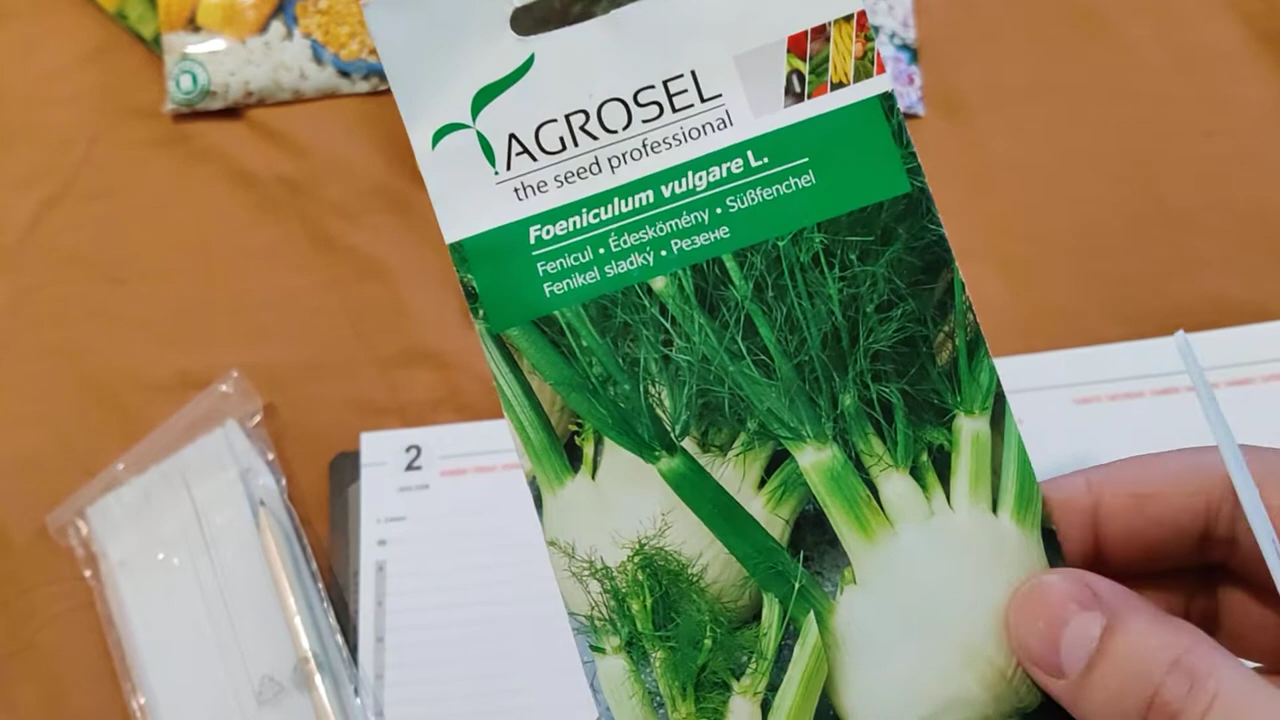 AGROSEL
the seed professional
Foeniculum vulgare L.
Fenicul • Édeskömény • Süßfenchel
Fenikel sladký • Резене
2